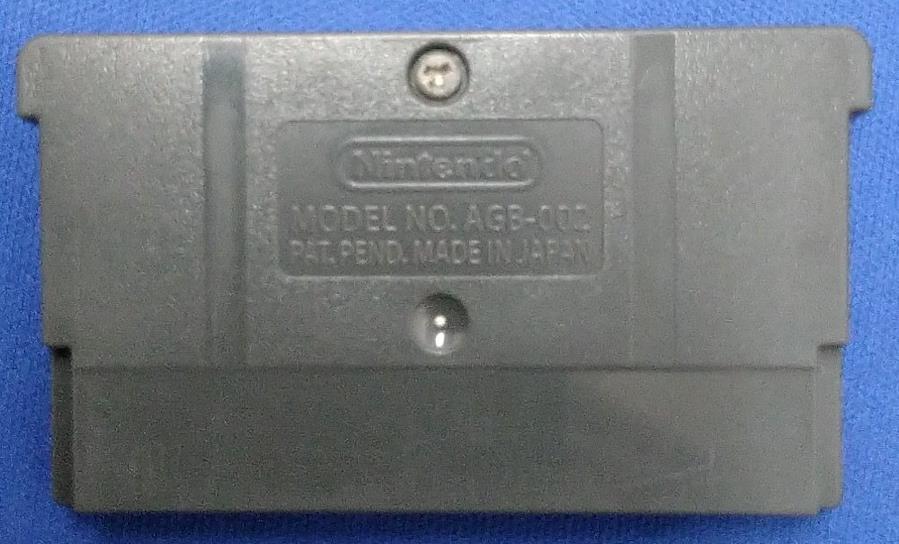 Nintendo
MODEL NO. AGB-002
PAT. PEND. MADE IN JAPAN